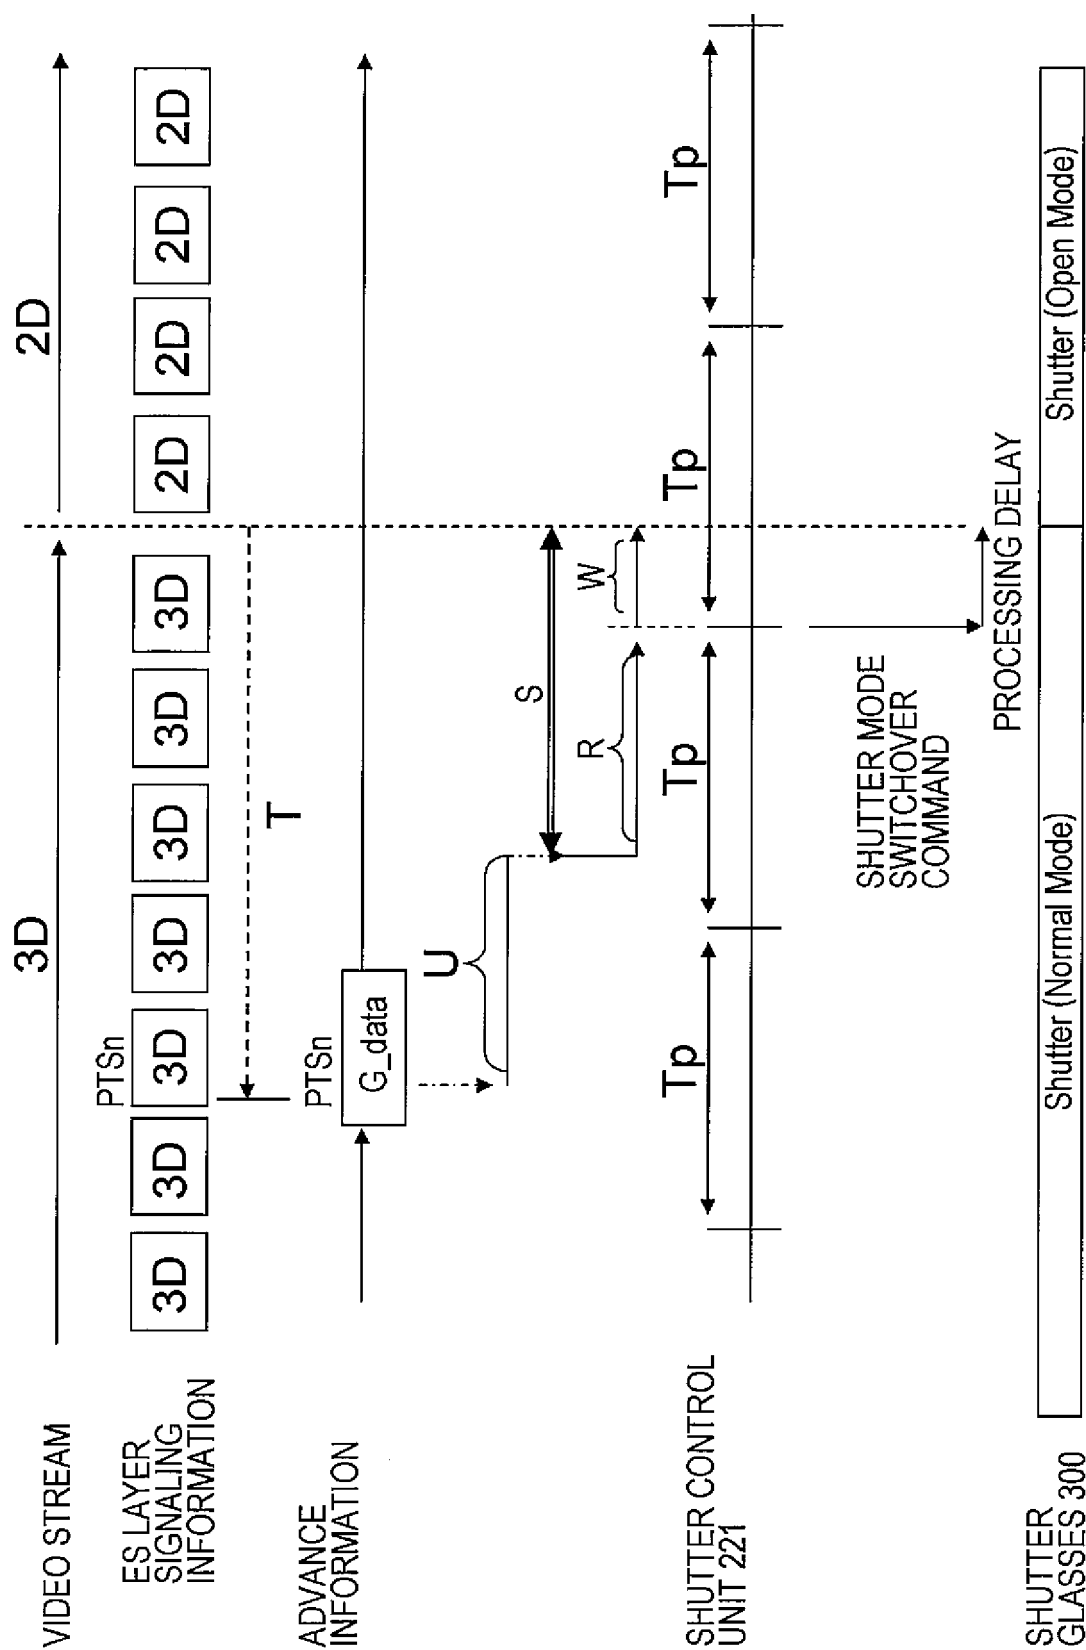 3D
2D
VIDEO STREAM
PTSn
ES LAYER
SIGNALING
INFORMATION
3D
3D
3D
3D
3D
3D
3D
2D
2D
2D
2D
T
PTSn
ADVANCE
INFORMATION
G_data
U
S
R
W
SHUTTER CONTROL
UNIT 221
Tp
Tp
Tp
Tp
SHUTTER MODE
SWITCHOVER
COMMAND
PROCESSING DELAY
SHUTTER
GLASSES 300
Shutter (Normal Mode)
Shutter (Open Mode)